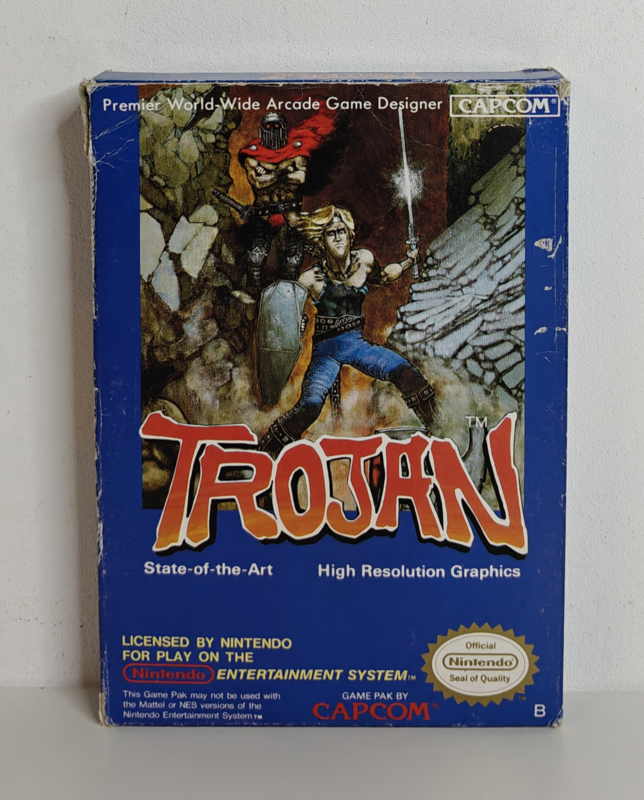 Premier World-Wide Arcade Game Designer CAPCOM®
TROJAN™
State-of-the-Art High Resolution Graphics
LICENSED BY NINTENDO
FOR PLAY ON THE
Nintendo ENTERTAINMENT SYSTEM™
This Game Pak may not be used with
the Mattel or NES versions of the
Nintendo Entertainment System™
GAME PAK BY
CAPCOM®
Official
Nintendo®
Seal of Quality
TM
B